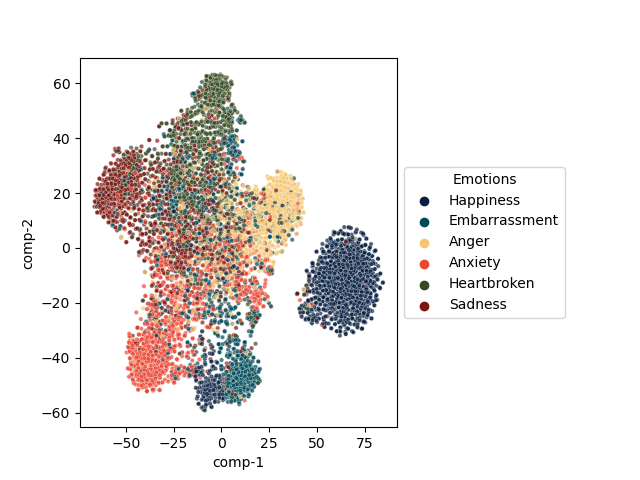 60
40
20
0
−20
−40
−60
comp-2
−50
−25
0
25
50
75
comp-1
Emotions
Happiness
Embarrassment
Anger
Anxiety
Heartbroken
Sadness